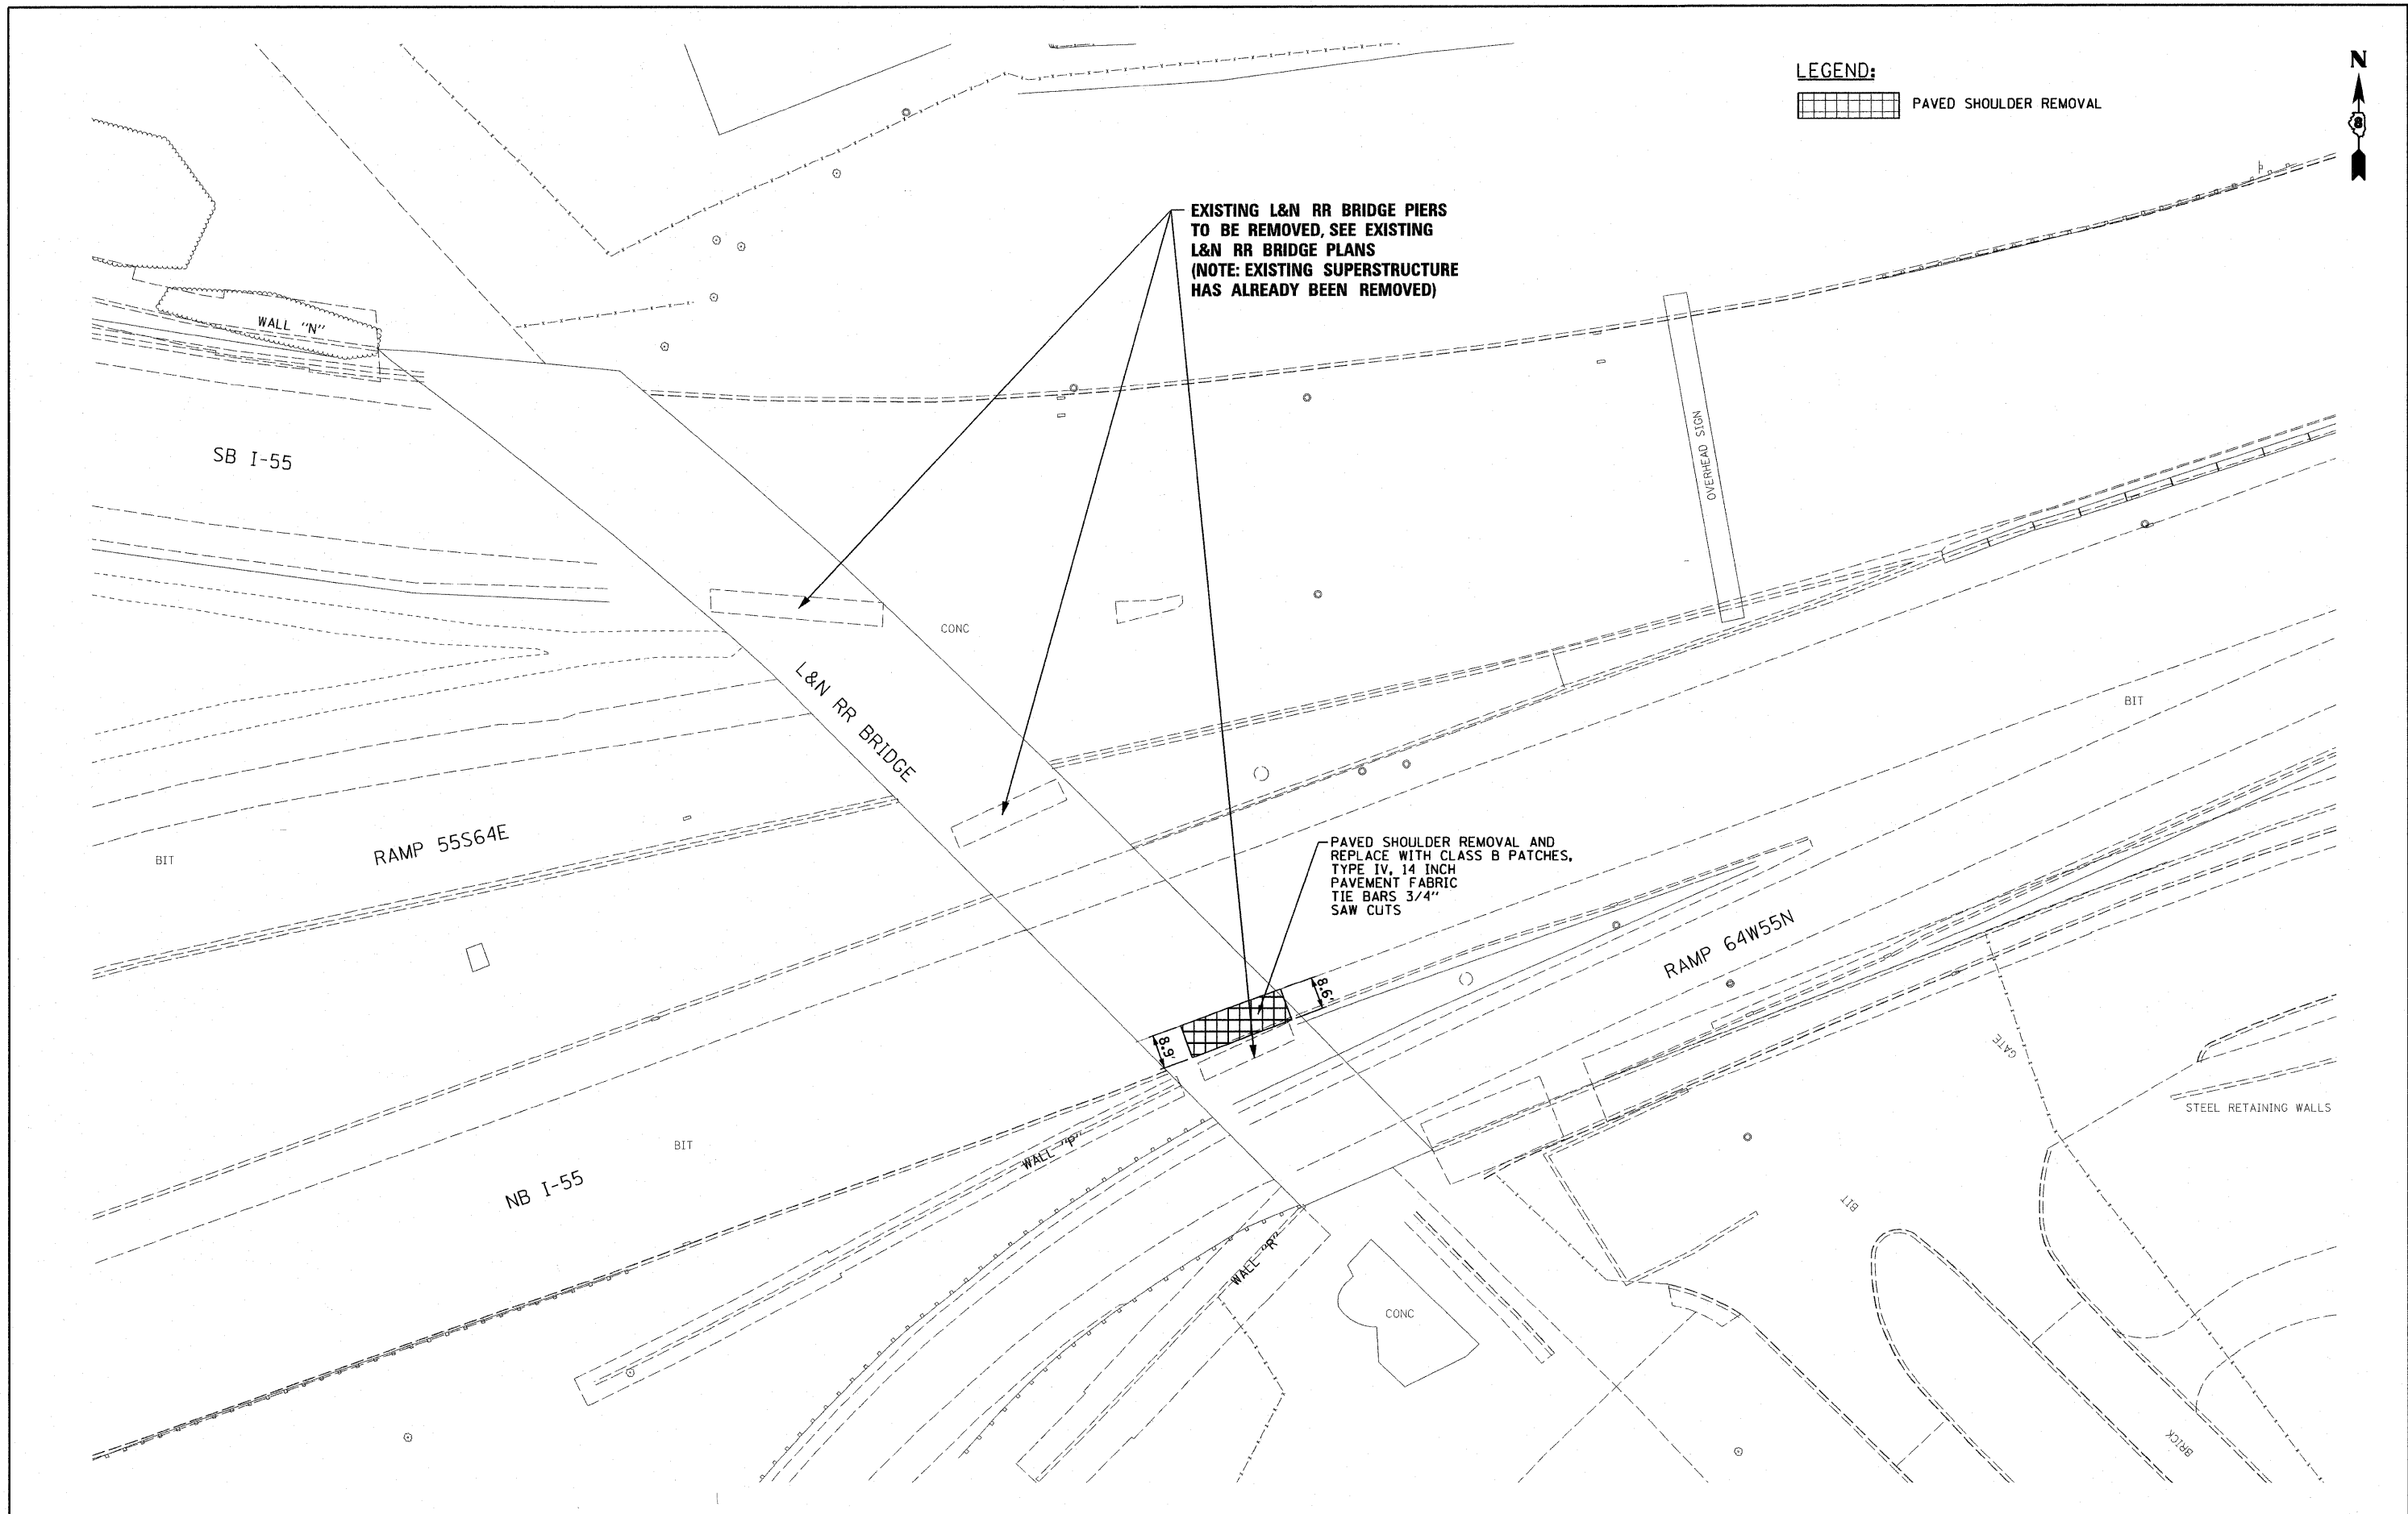 LEGEND:
PAVED SHOULDER REMOVAL
N
8
EXISTING L&N RR BRIDGE PIERS
TO BE REMOVED, SEE EXISTING
L&N RR BRIDGE PLANS
(NOTE: EXISTING SUPERSTRUCTURE
HAS ALREADY BEEN REMOVED)
WALL "N"
SB I-55
OVERHEAD SIGN
CONC
L&N RR BRIDGE
BIT
RAMP 55S64E
BIT
PAVED SHOULDER REMOVAL AND
REPLACE WITH CLASS B PATCHES,
TYPE IV, 14 INCH
PAVEMENT FABRIC
TIE BARS 3/4"
SAW CUTS
RAMP 64W55N
8.6'
8.9'
GATE
STEEL RETAINING WALLS
BIT
WALL "P"
NB I-55
BIT
WALL "R"
CONC
BRICK